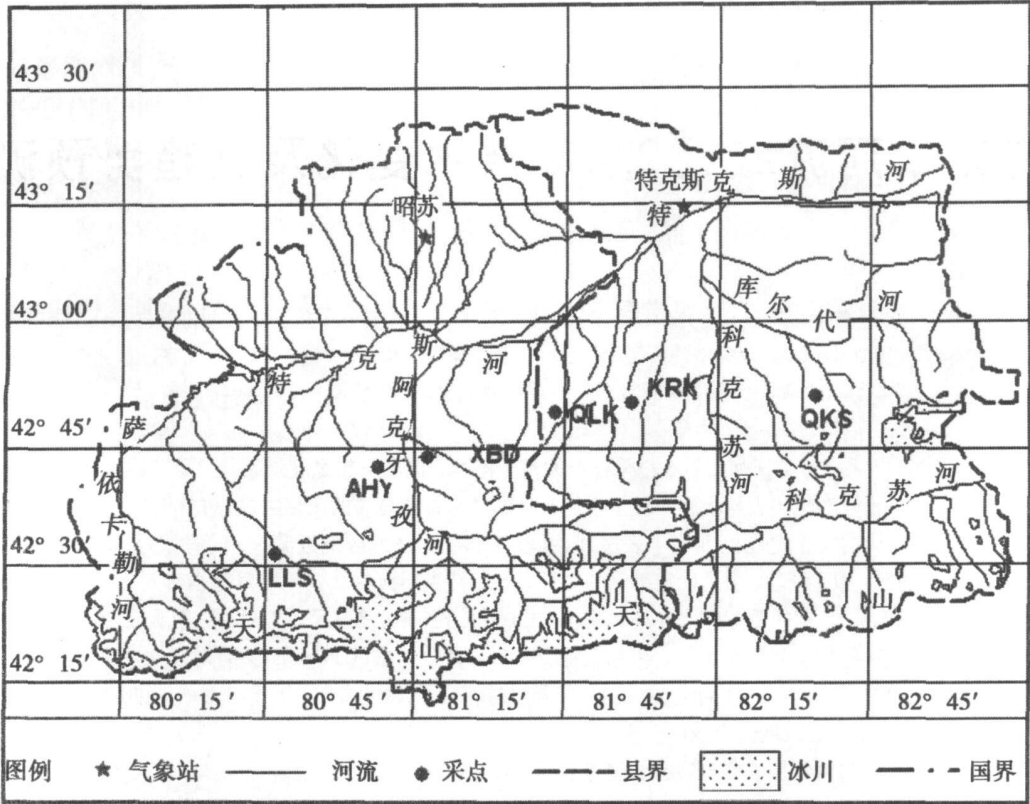 43° 30′
43° 15′
43° 00′
42° 45′
42° 30′
42° 15′
特克斯
昭苏
特 克 斯 河
库 尔 代 河
特 克 斯 河
萨 依 卡 勒 河
阿 克 牙 孜 河
科 克 苏 河
科 克 苏 河
QLK
KRK
QKS
AHY
XBD
LLS
天 山 天 山
80° 15′ 80° 45′ 81° 15′ 81° 45′ 82° 15′ 82° 45′
图例 气象站 河流 采点 县界 冰川 国界